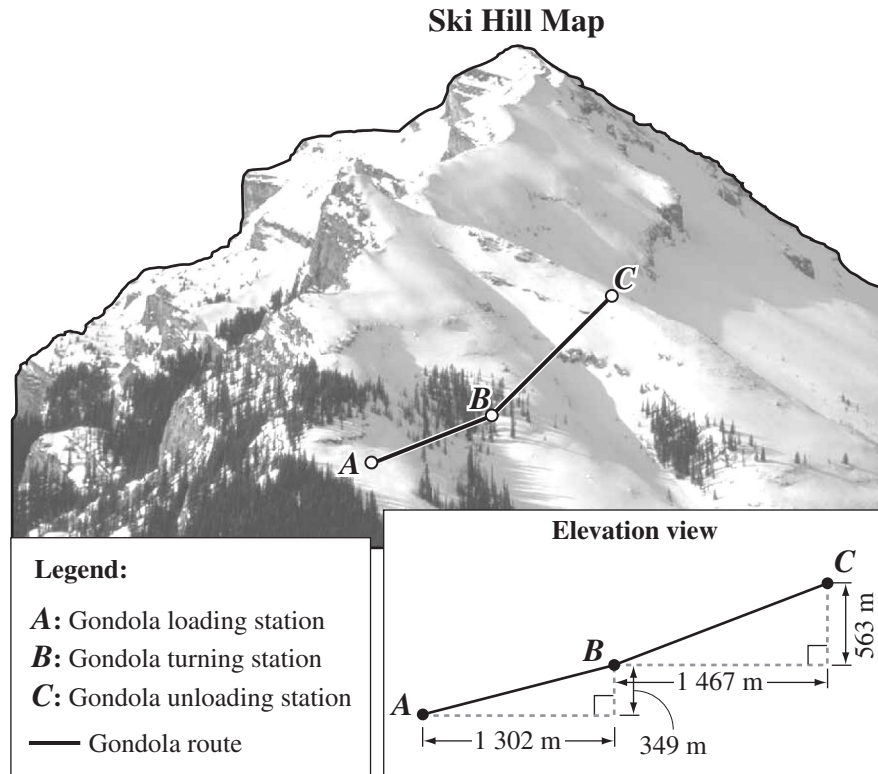 Ski Hill Map
C
B
A
Legend:
A: Gondola loading station
B: Gondola turning station
C: Gondola unloading station
Gondola route
Elevation view
C
563 m
B
1 467 m
A
1 302 m
349 m